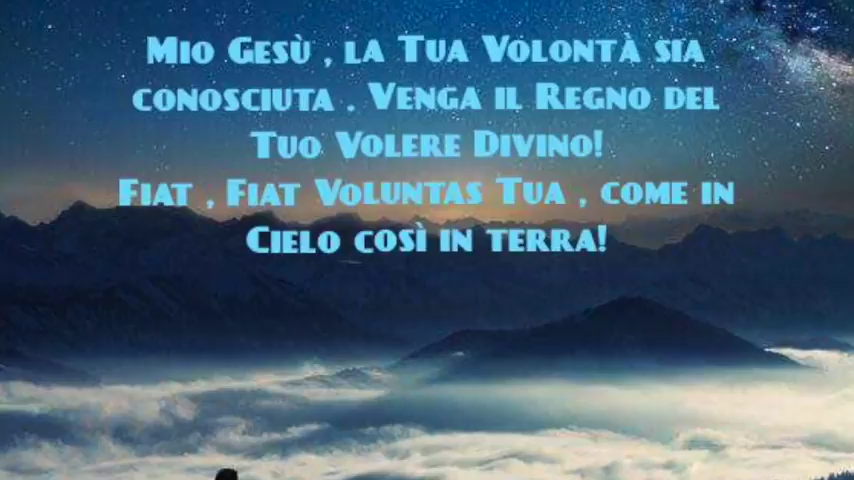 Mio Gesù , la Tua Volontà sia
conosciuta . Venga il Regno del
Tuo Volere Divino!
Fiat , Fiat Voluntas Tua , come in
Cielo così in terra!